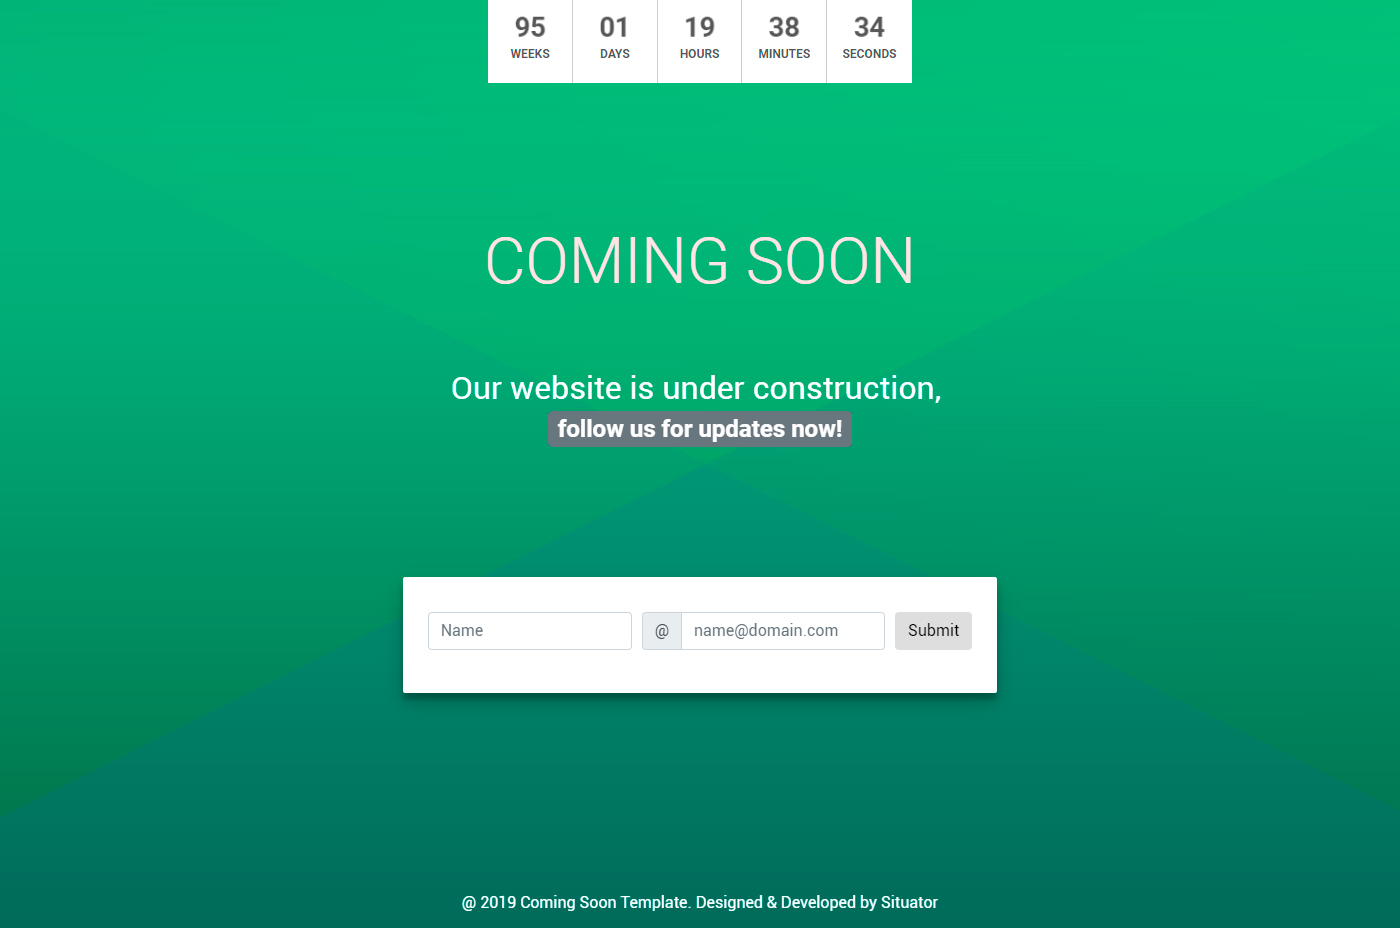 95 01 19 38 34
WEEKS DAYS HOURS MINUTES SECONDS
COMING SOON
Our website is under construction,
follow us for updates now!
Name @ name@domain.com Submit
@ 2019 Coming Soon Template. Designed & Developed by Situator